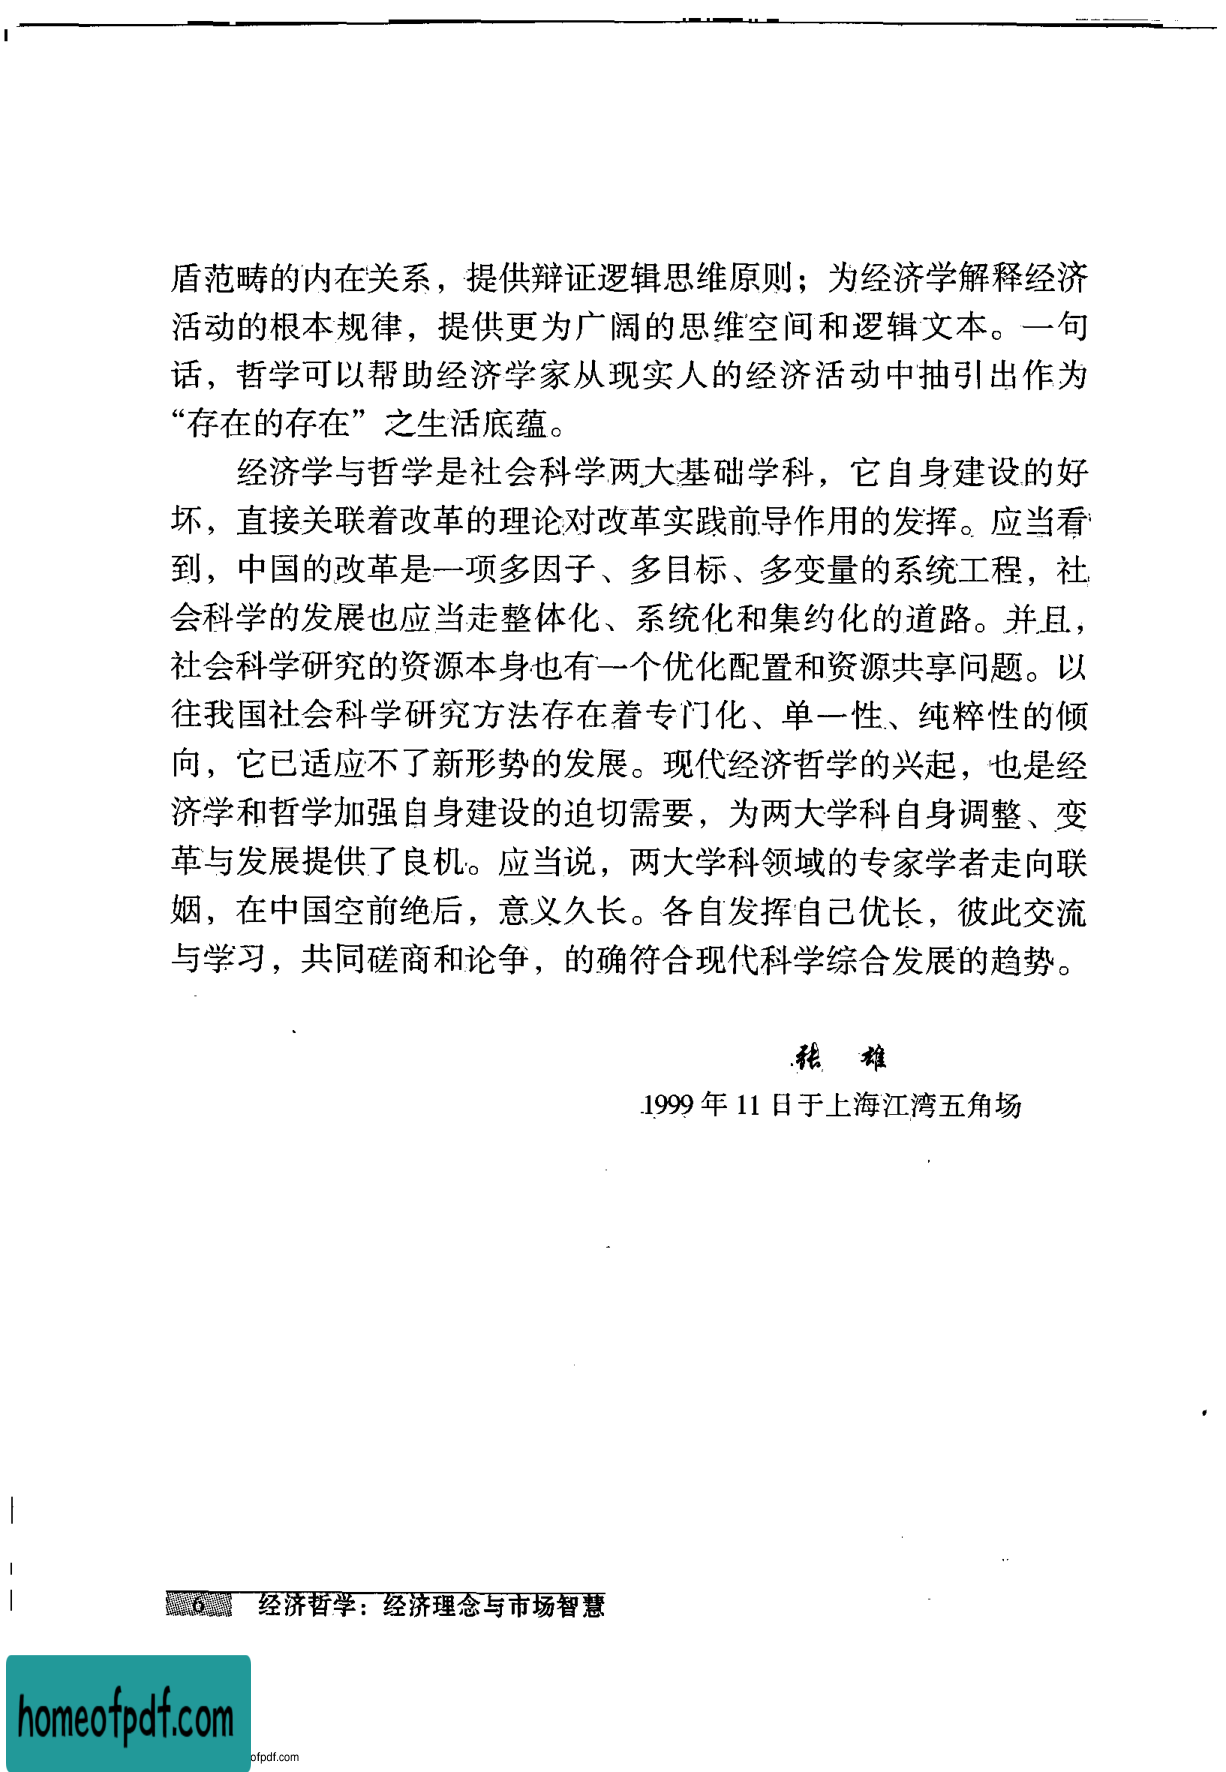 盾范畴的内在关系，提供辩证逻辑思维原则；为经济学解释经济
活动的根本规律，提供更为广阔的思维空间和逻辑文本。一句
话，哲学可以帮助经济学家从现实人的经济活动中抽引出作为
“存在的存在”之生活底蕴。
经济学与哲学是社会科学两大基础学科，它自身建设的好
坏，直接关联着改革的理论对改革实践前导作用的发挥。应当看
到，中国的改革是一项多因子、多目标、多变量的系统工程，社
会科学的发展也应当走整体化、系统化和集约化的道路。并且，
社会科学研究的资源本身也有一个优化配置和资源共享问题。以
往我国社会科学研究方法存在着专门化、单一性、纯粹性的倾
向，它已适应不了新形势的发展。现代经济哲学的兴起，也是经
济学和哲学加强自身建设的迫切需要，为两大学科自身调整、变
革与发展提供了良机。应当说，两大学科领域的专家学者走向联
姻，在中国空前绝后，意义久长。各自发挥自己优长，彼此交流
与学习，共同磋商和论争，的确符合现代科学综合发展的趋势。
张 雄
1999 年 11 日于上海江湾五角场
6 经济哲学：经济理念与市场智慧
homeofpdf.com
ofpdf.com